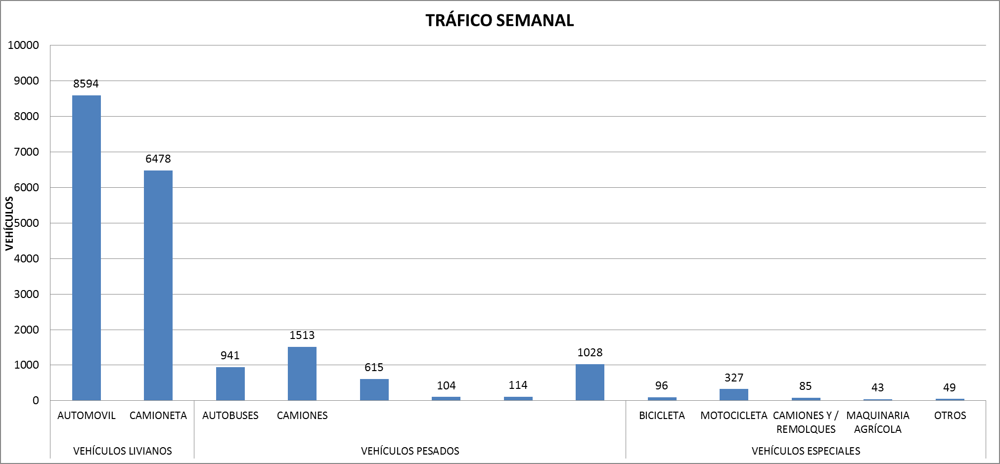 TRÁFICO SEMANAL
VEHÍCULOS
10000
9000
8000
7000
6000
5000
4000
3000
2000
1000
0
8594
6478
941
1513
615
104
114
1028
96
327
85
43
49
AUTOMOVIL
CAMIONETA
AUTOBUSES
CAMIONES
BICICLETA
MOTOCICLETA
CAMIONES Y /
REMOLQUES
MAQUINARIA
AGRÍCOLA
OTROS
VEHÍCULOS LIVIANOS
VEHÍCULOS PESADOS
VEHÍCULOS ESPECIALES